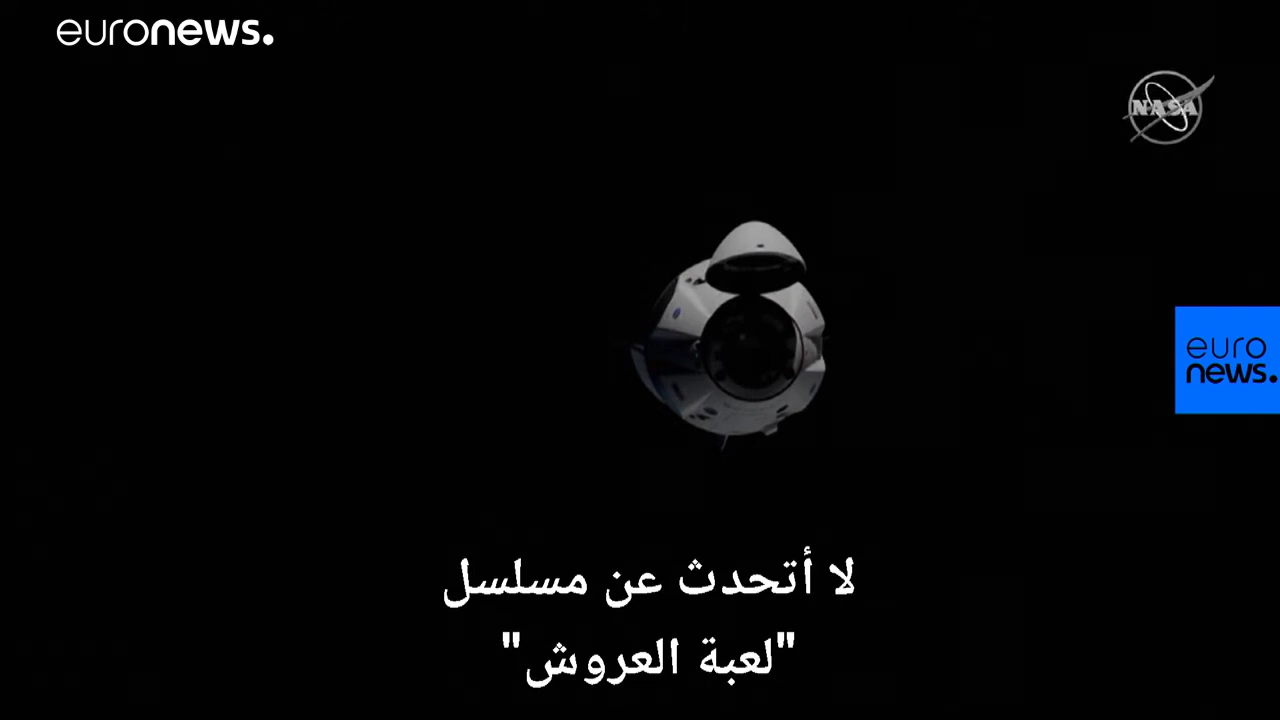 euronews.
NASA
euro
news.
لا أتحدث عن مسلسل
"لعبة العروش"